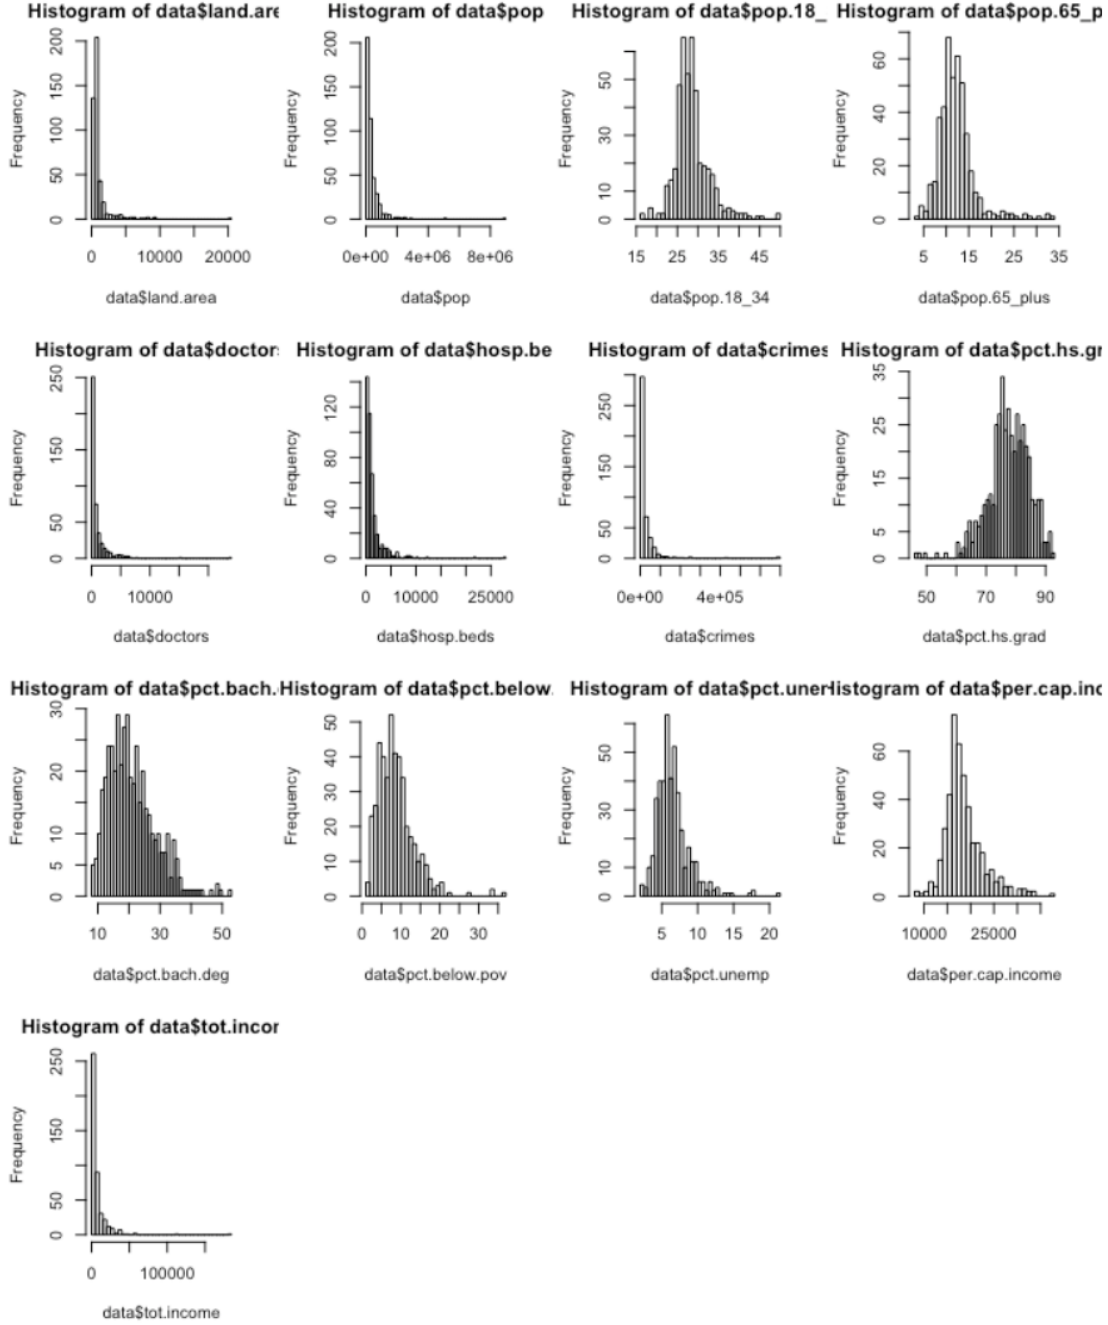 Histogram of data$land.are
Histogram of data$pop
Histogram of data$pop.18_
Histogram of data$pop.65_p
Frequency
0 50 100 150 200
0 10000 20000
data$land.area
Frequency
0 50 100 150 200
0e+00 4e+06 8e+06
data$pop
Frequency
10 30 50
15 25 35 45
data$pop.18_34
Frequency
0 20 40 60
5 15 25 35
data$pop.65_plus
Histogram of data$doctor
Histogram of data$hosp.be
Histogram of data$crimes
Histogram of data$pct.hs.gr
Frequency
0 50 150 250
0 10000
data$doctors
Frequency
0 40 80 120
0 10000 25000
data$hosp.beds
Frequency
0 50 150 250
0e+00 4e+05
data$crimes
Frequency
0 5 15 25 35
50 70 90
data$pct.hs.grad
Histogram of data$pct.bach.
Histogram of data$pct.below.
Histogram of data$pct.unem
Histogram of data$per.cap.inc
Frequency
0 5 10 20 30
10 30 50
data$pct.bach.deg
Frequency
0 10 20 30 40 50
0 10 20 30
data$pct.below.pov
Frequency
0 10 30 50
5 10 15 20
data$pct.unemp
Frequency
0 20 40 60
10000 25000
data$per.cap.income
Histogram of data$tot.incor
Frequency
0 50 150 250
0 100000
data$tot.income